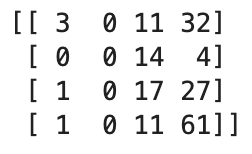 [[ 3 0 11 32]
[ 0 0 14 4]
[ 1 0 17 27]
[ 1 0 11 61]]